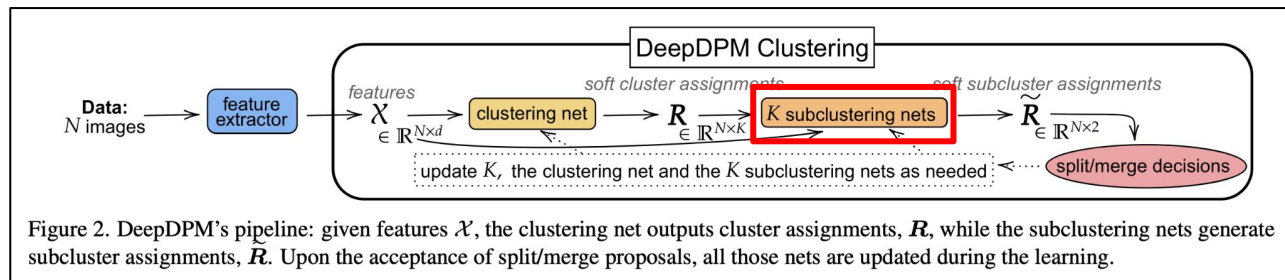 DeepDPM Clustering
features
soft cluster assignments
soft subcluster assignments
Data:
N images
feature
extractor
𝒳
∈ ℝ^{N×d}
clustering net
R
∈ ℝ^{N×K}
K subclustering nets
R̃
∈ ℝ^{N×2}
update K, the clustering net and the K subclustering nets as needed
split/merge decisions
Figure 2. DeepDPM's pipeline: given features 𝒳, the clustering net outputs cluster assignments, R, while the subclustering nets generate
subcluster assignments, R̃. Upon the acceptance of split/merge proposals, all those nets are updated during the learning.